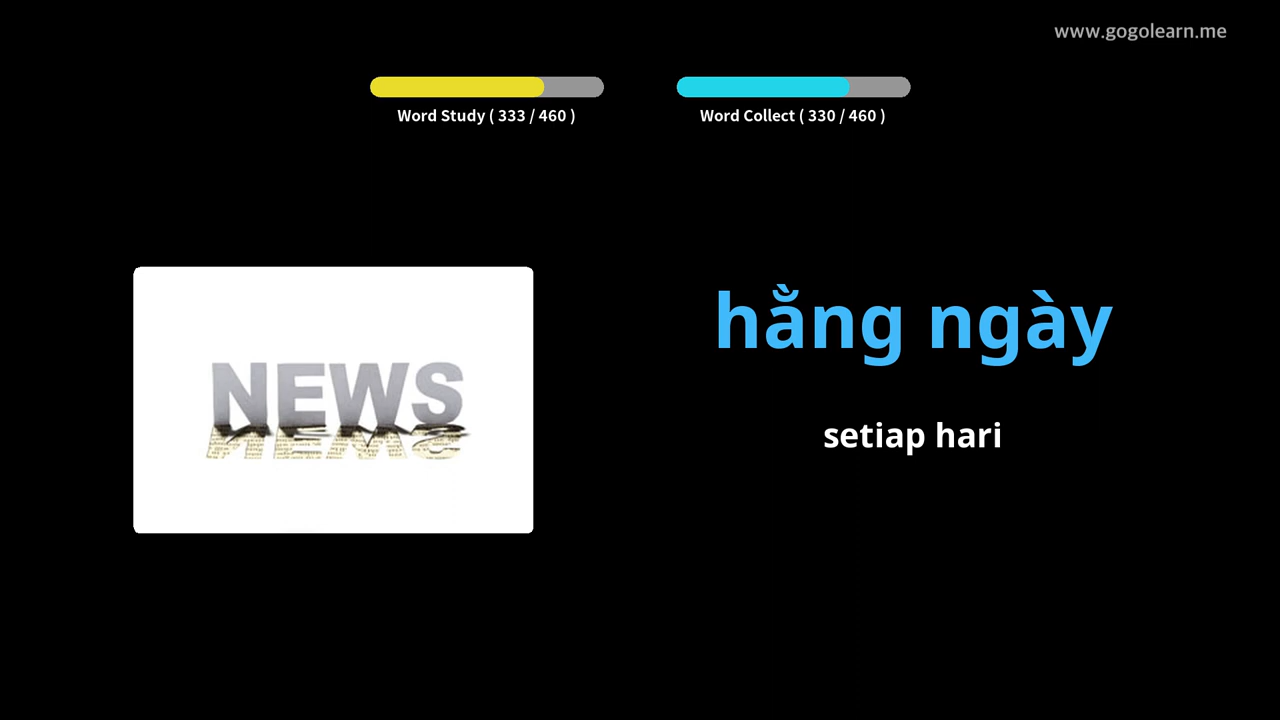 www.gogolearn.me
Word Study ( 333 / 460 )
Word Collect ( 330 / 460 )
NEWS
hằng ngày
setiap hari